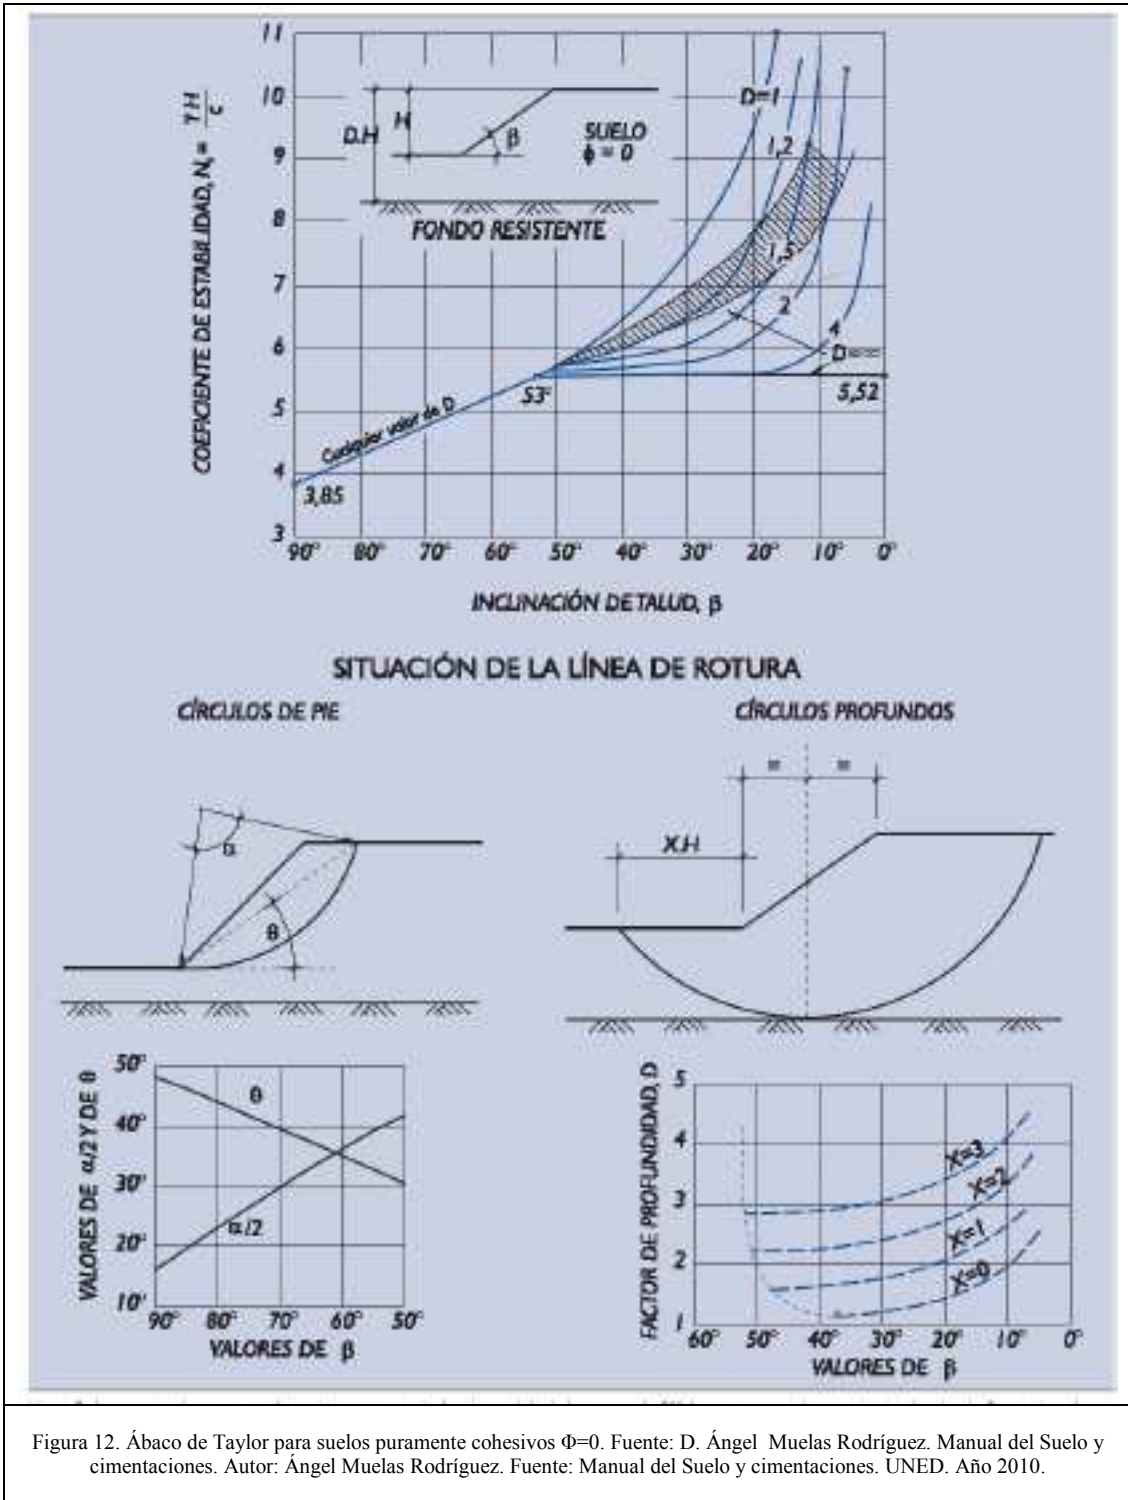 11
10
9
8
7
6
5
4
3
COEFICIENTE DE ESTABILIDAD, Nₛ= γH/c
D.H
H
β
SUELO
ϕ = 0
FONDO RESISTENTE
D=1
1,2
1,5
2
4
D=∞
5,52
53°
Cualquier valor de D
3,85
90° 80° 70° 60° 50° 40° 30° 20° 10° 0°
INCLINACIÓN DE TALUD, β
SITUACIÓN DE LA LÍNEA DE ROTURA
CÍRCULOS DE PIE
CÍRCULOS PROFUNDOS
α
θ
= =
X.H
VALORES DE α/2 Y DE θ
50°
40°
30°
20°
10°
θ
α/2
90° 80° 70° 60° 50°
VALORES DE β
FACTOR DE PROFUNDIDAD, D
5
4
3
2
1
X=3
X=2
X=1
X=0
60° 50° 40° 30° 20° 10° 0°
VALORES DE β
Figura 12. Ábaco de Taylor para suelos puramente cohesivos Φ=0. Fuente: D. Ángel Muelas Rodríguez. Manual del Suelo y
cimentaciones. Autor: Ángel Muelas Rodríguez. Fuente: Manual del Suelo y cimentaciones. UNED. Año 2010.